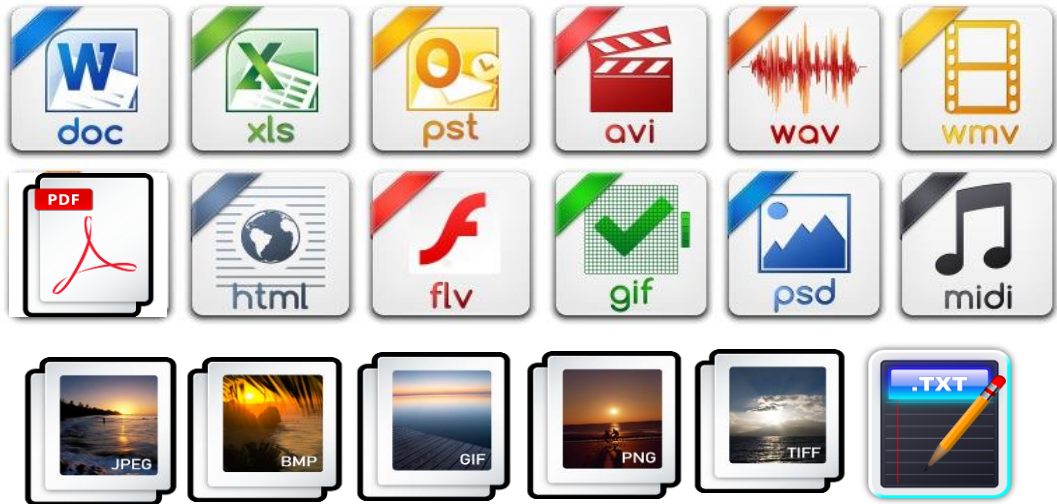 W
doc
X
xls
O
pst
avi
wav
wmv
PDF
html
f
flv
gif
psd
midi
JPEG
BMP
GIF
PNG
TIFF
.TXT